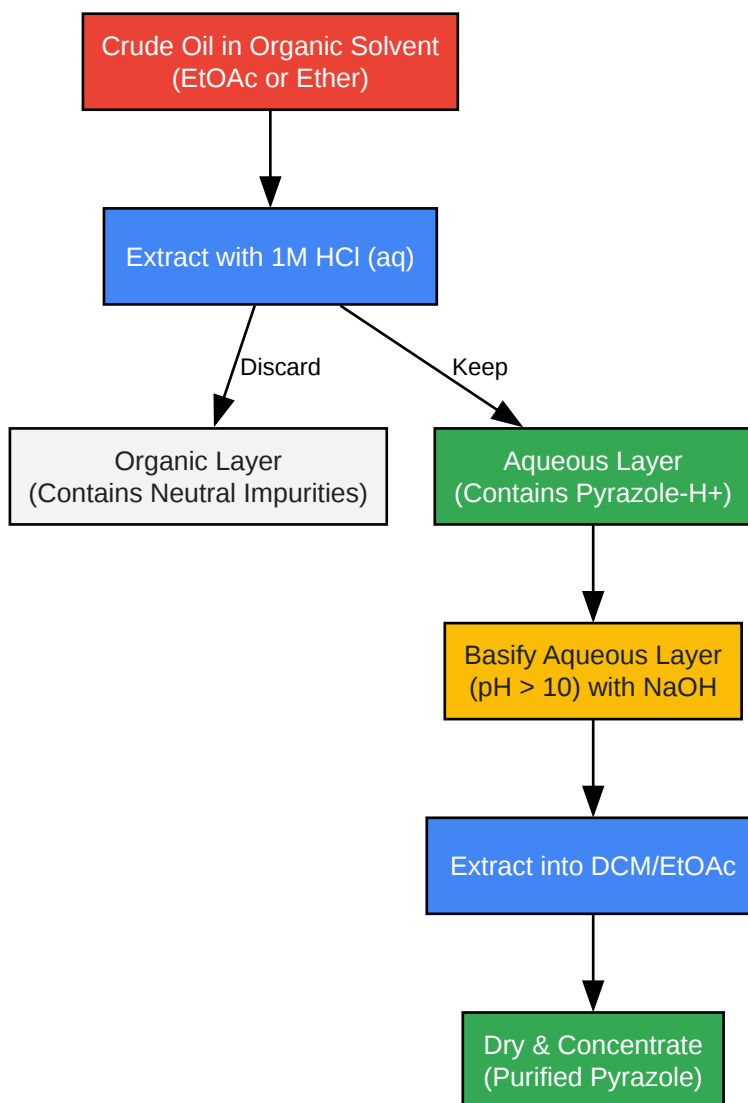 Crude Oil in Organic Solvent
(EtOAc or Ether)
Extract with 1M HCl (aq)
Discard
Keep
Organic Layer
(Contains Neutral Impurities)
Aqueous Layer
(Contains Pyrazole-H+)
Basify Aqueous Layer
(pH > 10) with NaOH
Extract into DCM/EtOAc
Dry & Concentrate
(Purified Pyrazole)